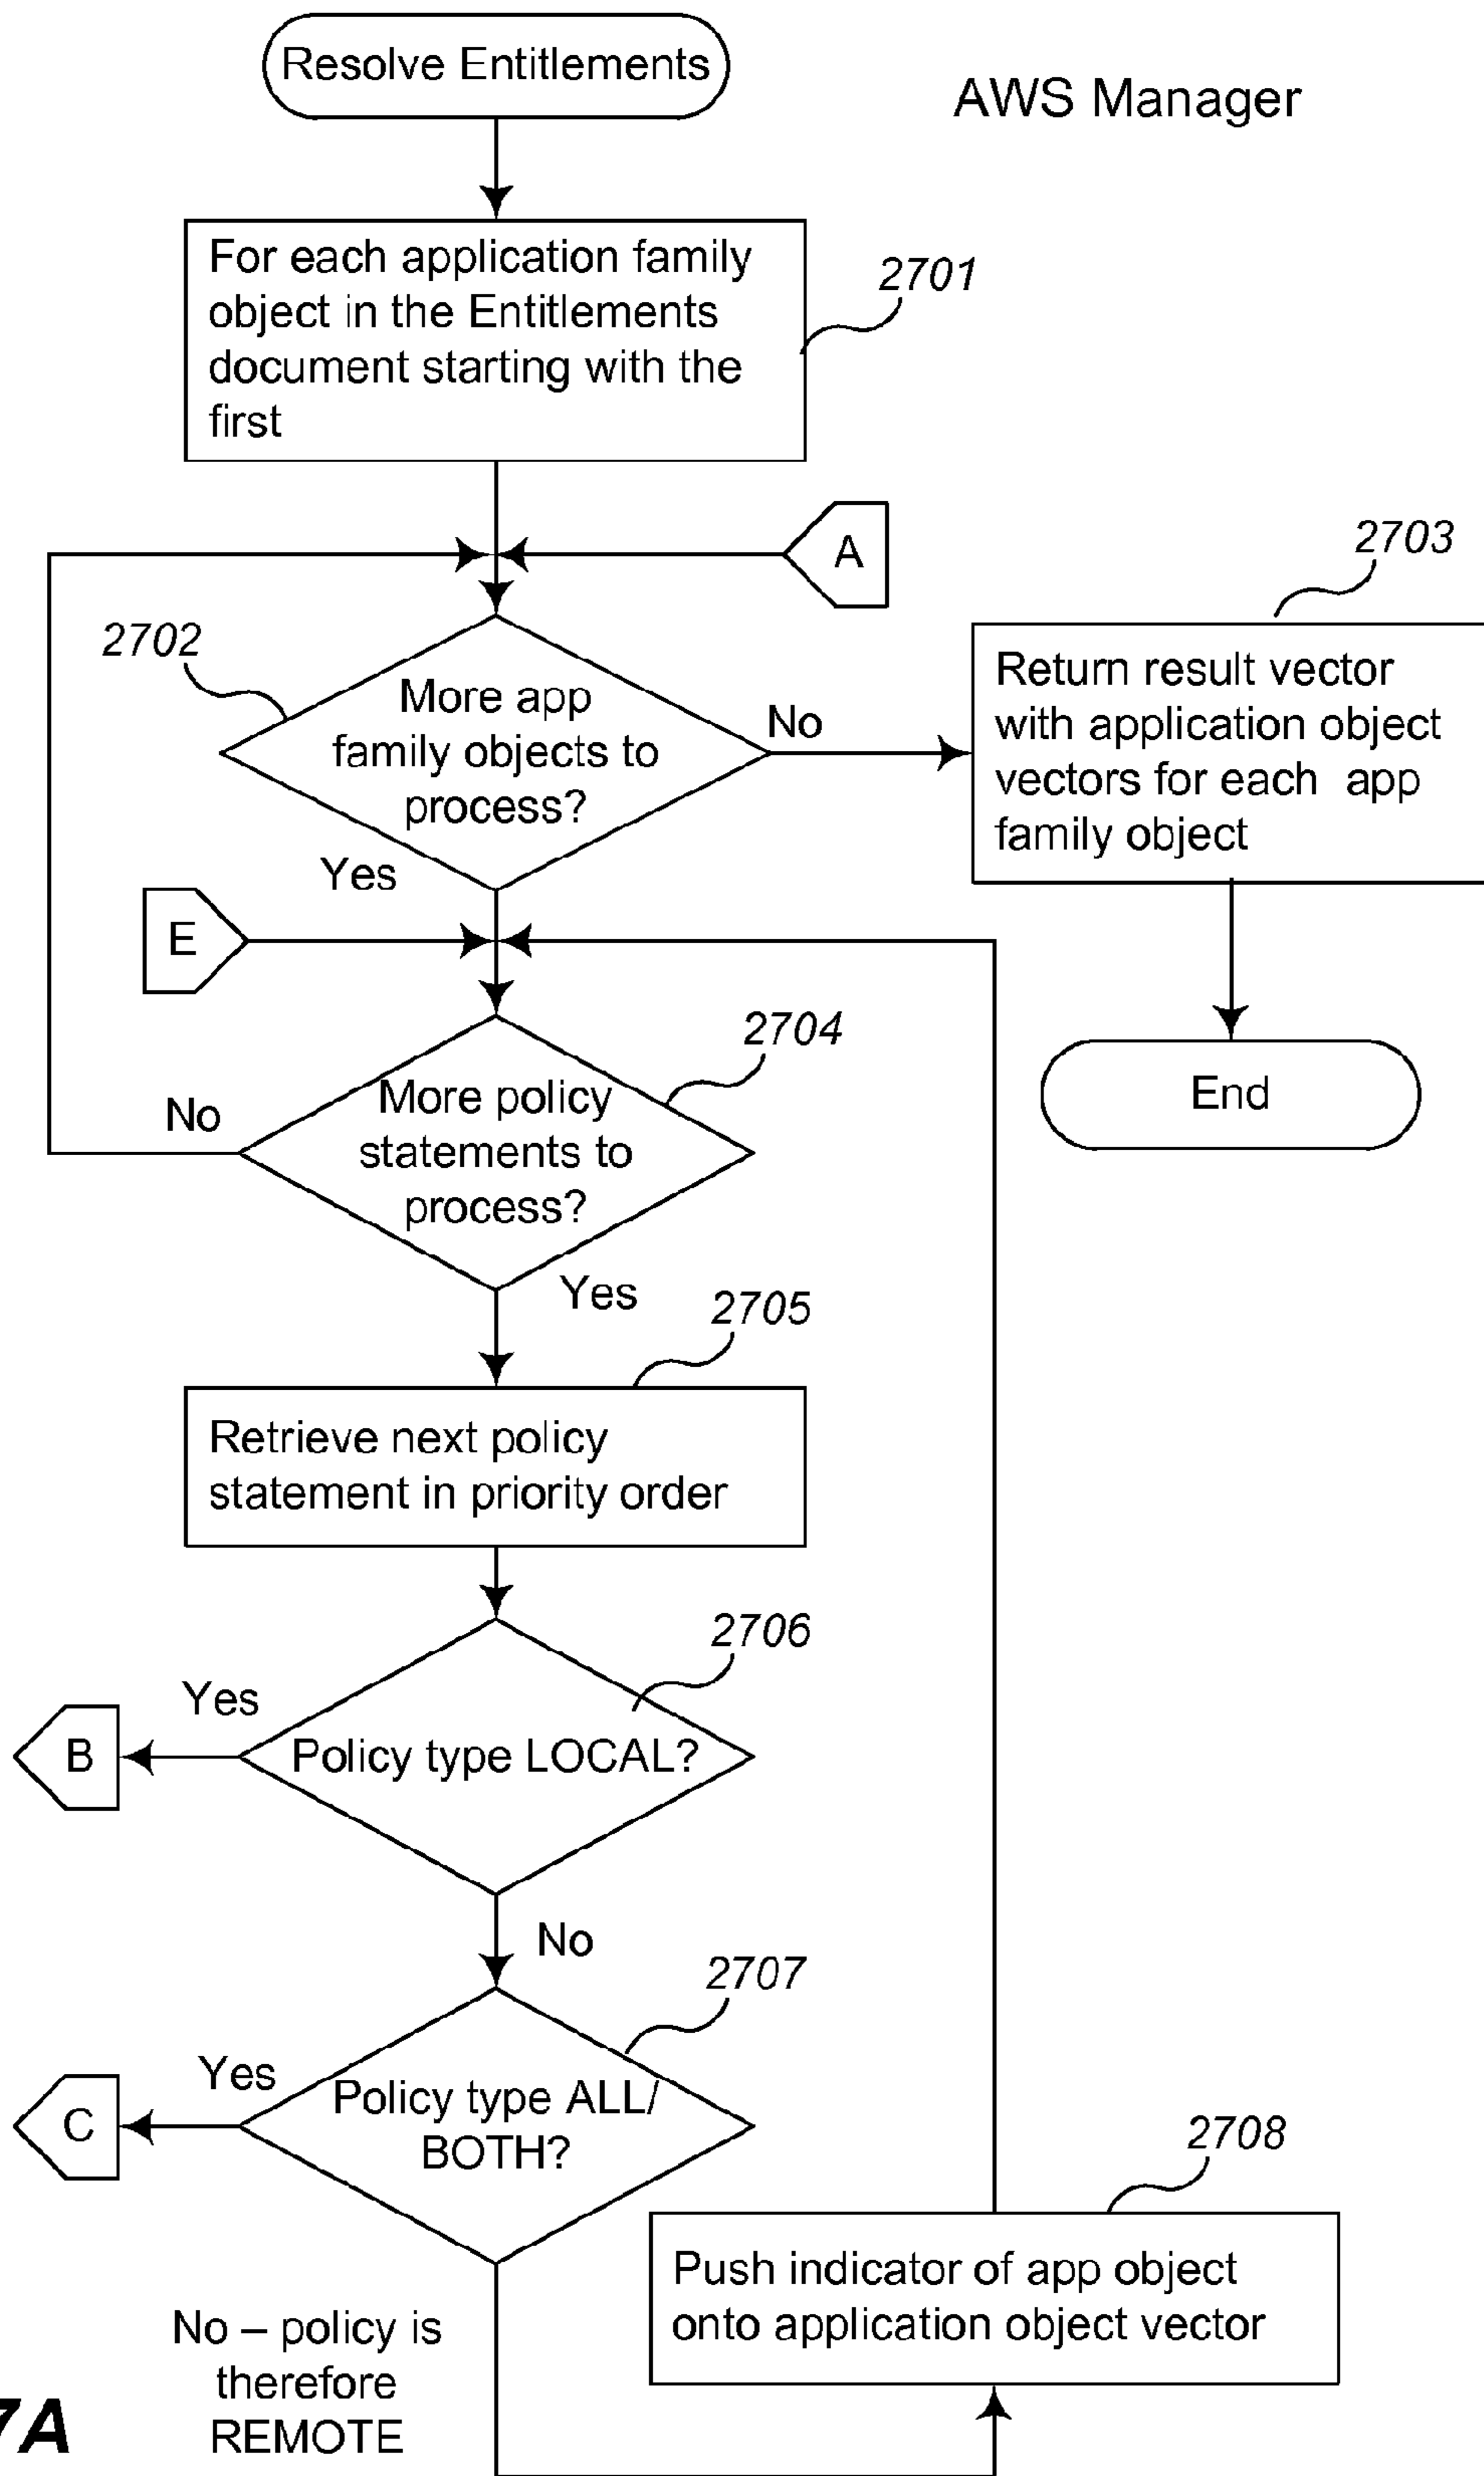 Resolve Entitlements
AWS Manager
For each application family
object in the Entitlements
document starting with the
first
2701
A
2703
2702
More app
family objects to
process?
No
Return result vector
with application object
vectors for each app
family object
Yes
E
2704
More policy
statements to
process?
No
End
Yes
2705
Retrieve next policy
statement in priority order
2706
Yes
B
Policy type LOCAL?
No
2707
Yes
C
Policy type ALL/
BOTH?
2708
Push indicator of app object
onto application object vector
No – policy is
therefore
REMOTE
7A